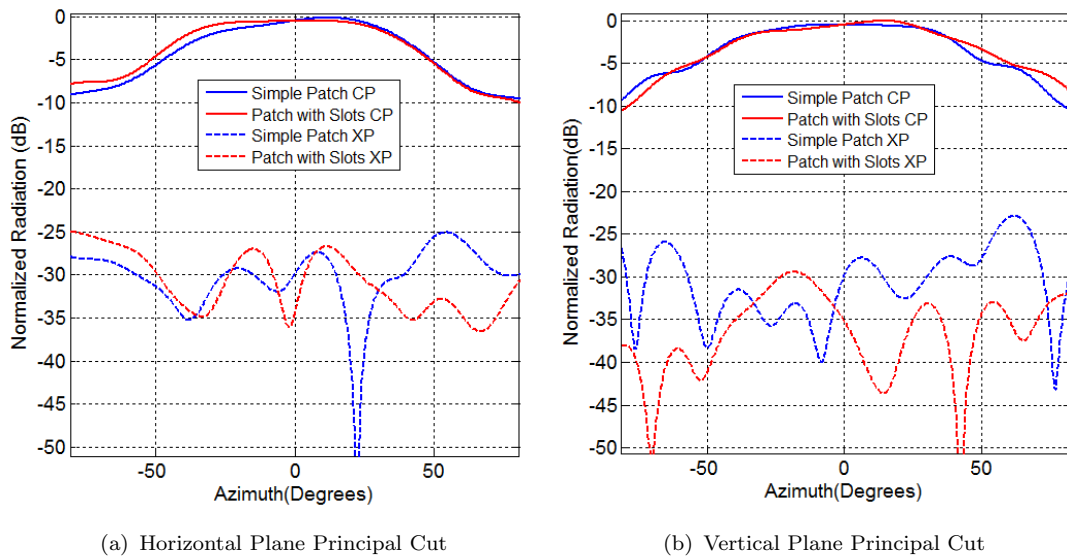 0
-5
-10
-15
-20
-25
-30
-35
-40
-45
-50
-50
0
50
Normalized Radiation (dB)
Azimuth(Degrees)
Simple Patch CP
Patch with Slots CP
Simple Patch XP
Patch with Slots XP
(a) Horizontal Plane Principal Cut
0
-5
-10
-15
-20
-25
-30
-35
-40
-45
-50
-50
0
50
Normalized Radiation(dB)
Azimuth(Degrees)
Simple Patch CP
Patch with Slots CP
Simple Patch XP
Patch with Slots XP
(b) Vertical Plane Principal Cut